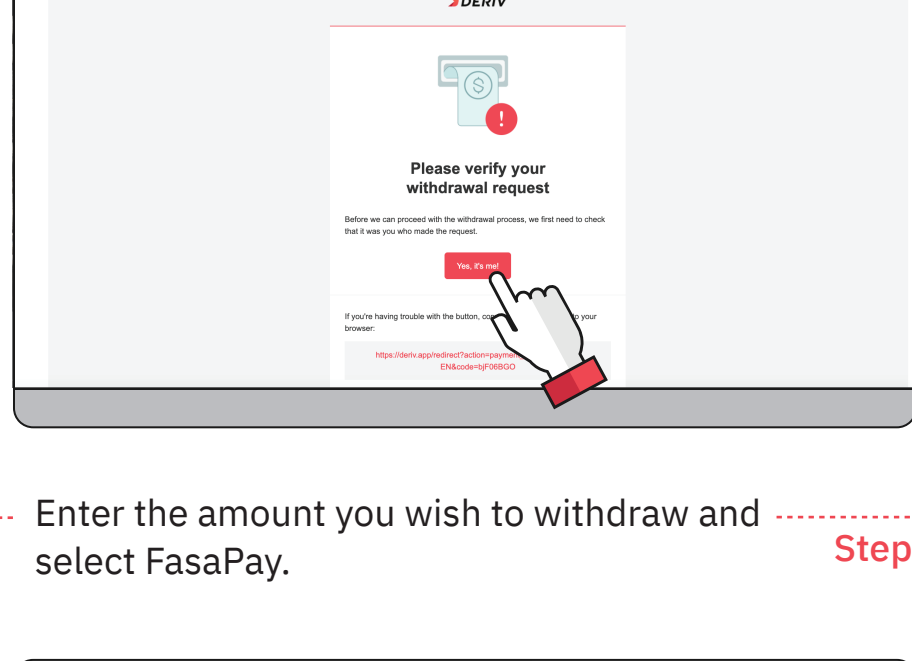 DERIV
Please verify your
withdrawal request
Before we can proceed with the withdrawal process, we first need to check
that it was you who made the request.
Yes, it's me!
If you're having trouble with the button, to your
browser:
https://deriv.app/redirect?action=payment
EN&code=bjF06BGO
Enter the amount you wish to withdraw and
select FasaPay.
Step